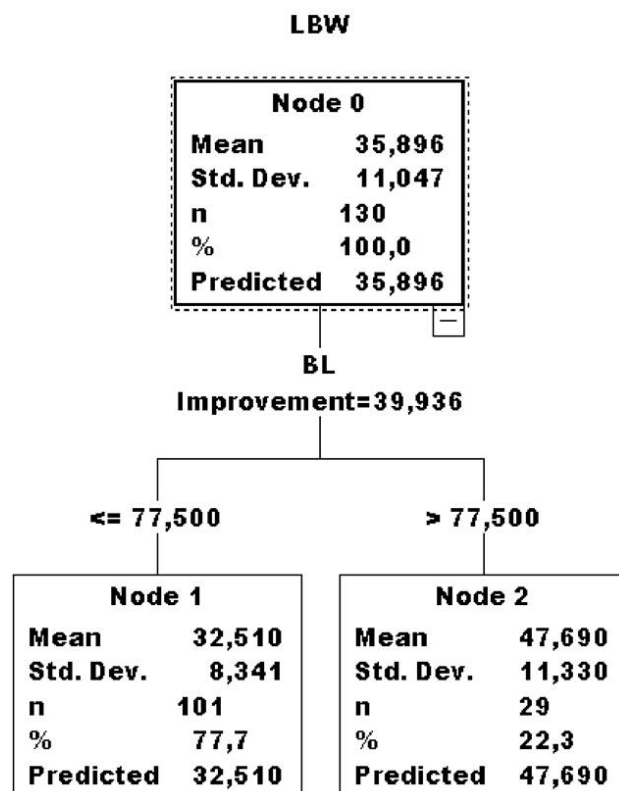 LBW
Node 0
Mean 35,896
Std. Dev. 11,047
n 130
% 100,0
Predicted 35,896
BL
Improvement=39,936
<= 77,500
> 77,500
Node 1
Mean 32,510
Std. Dev. 8,341
n 101
% 77,7
Predicted 32,510
Node 2
Mean 47,690
Std. Dev. 11,330
n 29
% 22,3
Predicted 47,690